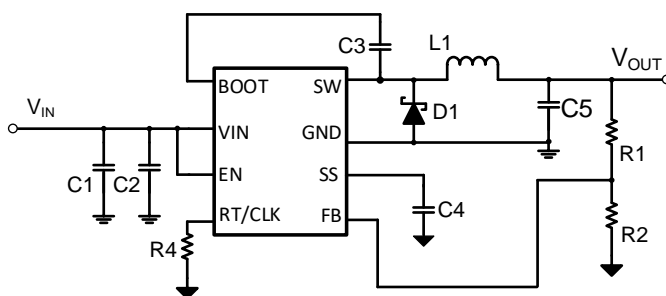 C3
L1
VOUT
BOOT
SW
VIN
D1
C5
VIN
GND
R1
C1
C2
EN
SS
C4
RT/CLK
FB
R2
R4